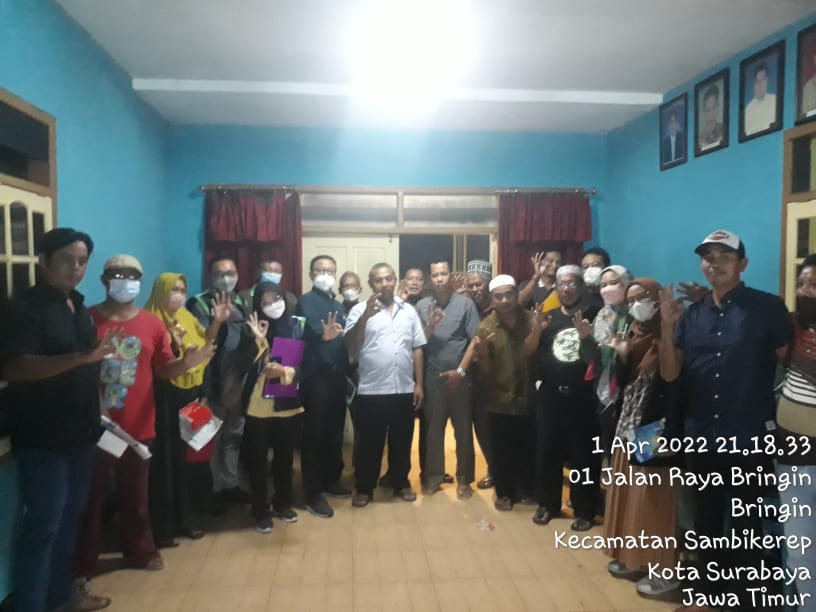 1 Apr 2022 21.18.33
01 Jalan Raya Bringin
Bringin
Kecamatan Sambikerep
Kota Surabaya
Jawa Timur